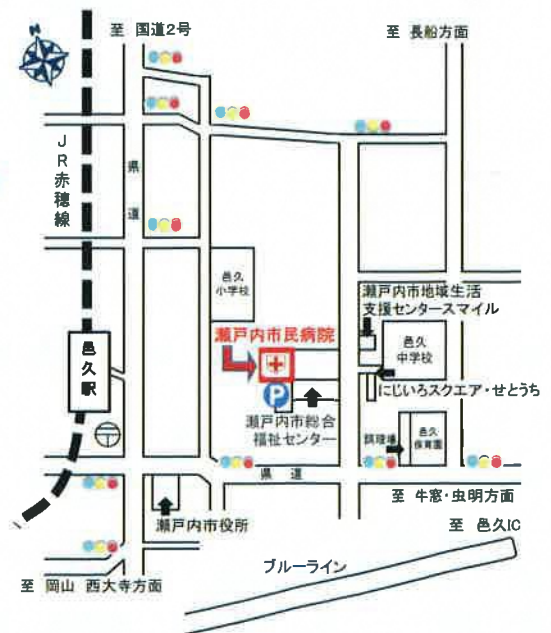 至 国道2号
至 長船方面
N
JR赤穂線
県道
邑久
小学校
瀬戸内市地域生活
支援センタースマイル
瀬戸内市民病院
邑久
中学校
邑久駅
にじいろスクエア・せとうち
P
瀬戸内市総合
福祉センター
調理場
邑久
保育園
県道
至 牛窓・虫明方面
瀬戸内市役所
至 邑久IC
ブルーライン
至 岡山 西大寺方面